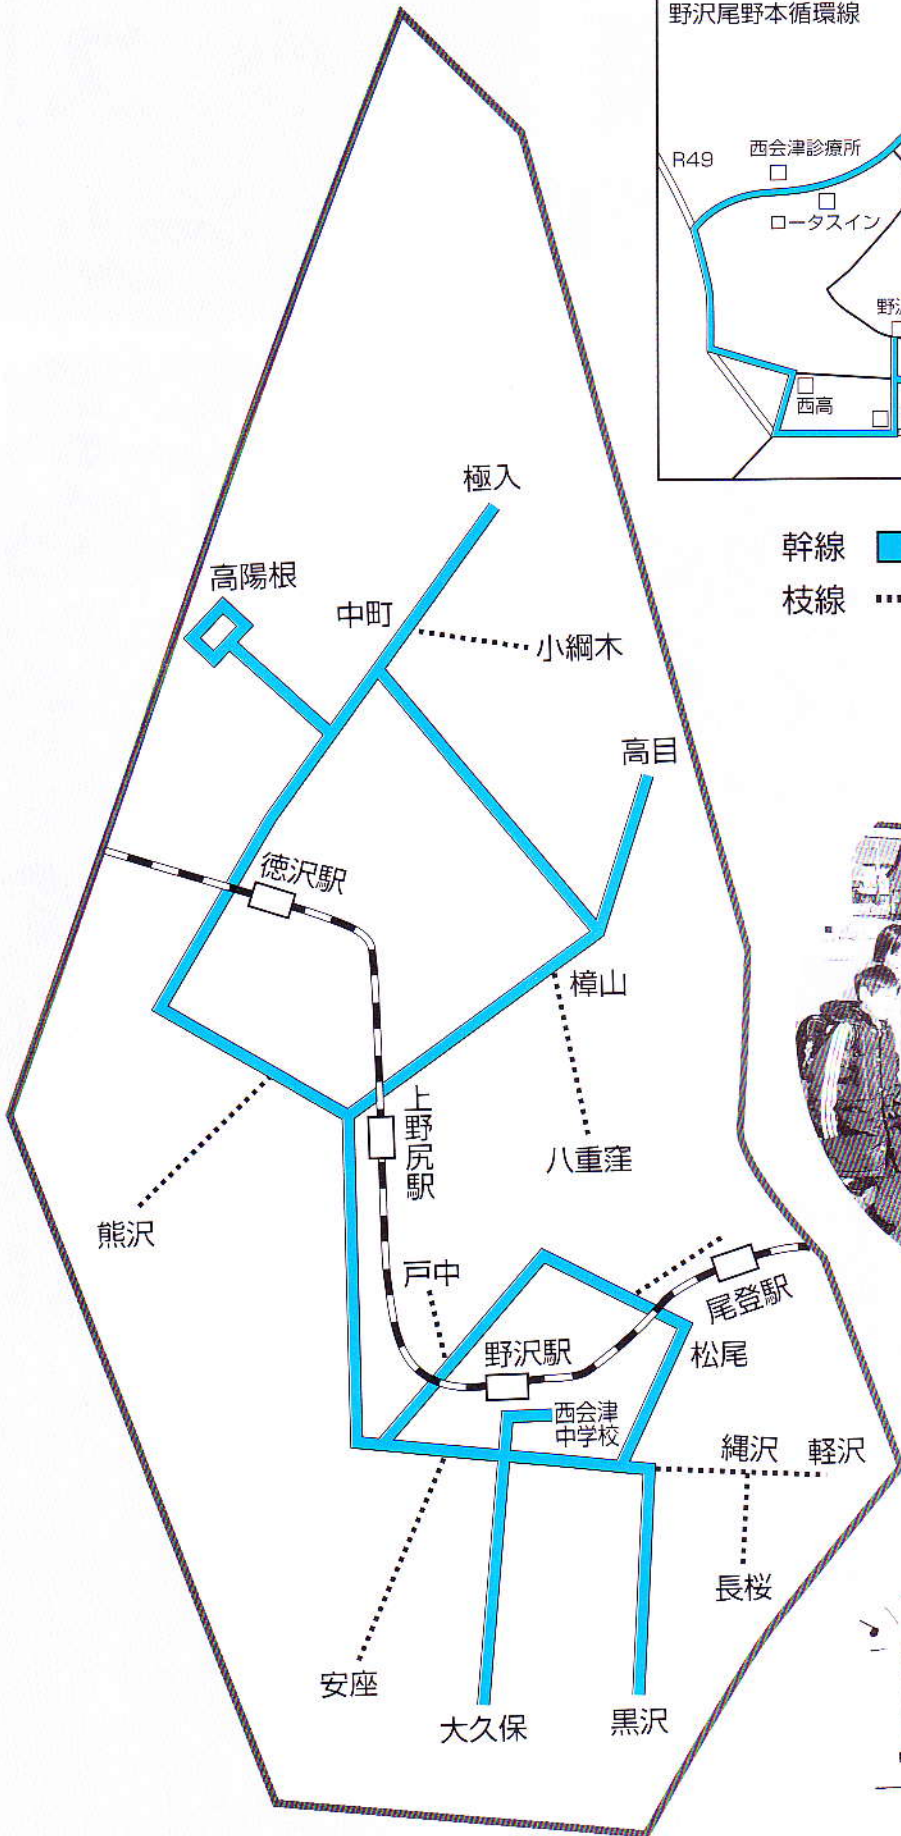 野沢尾野本循環線
R49
西会津診療所
ロータスイン
西高
幹線
枝線
極入
高陽根
中町
小綱木
高目
徳沢駅
樟山
上野尻駅
八重窪
熊沢
戸中
尾登駅
野沢駅
松尾
西会津
中学校
縄沢
軽沢
長桜
安座
大久保
黒沢